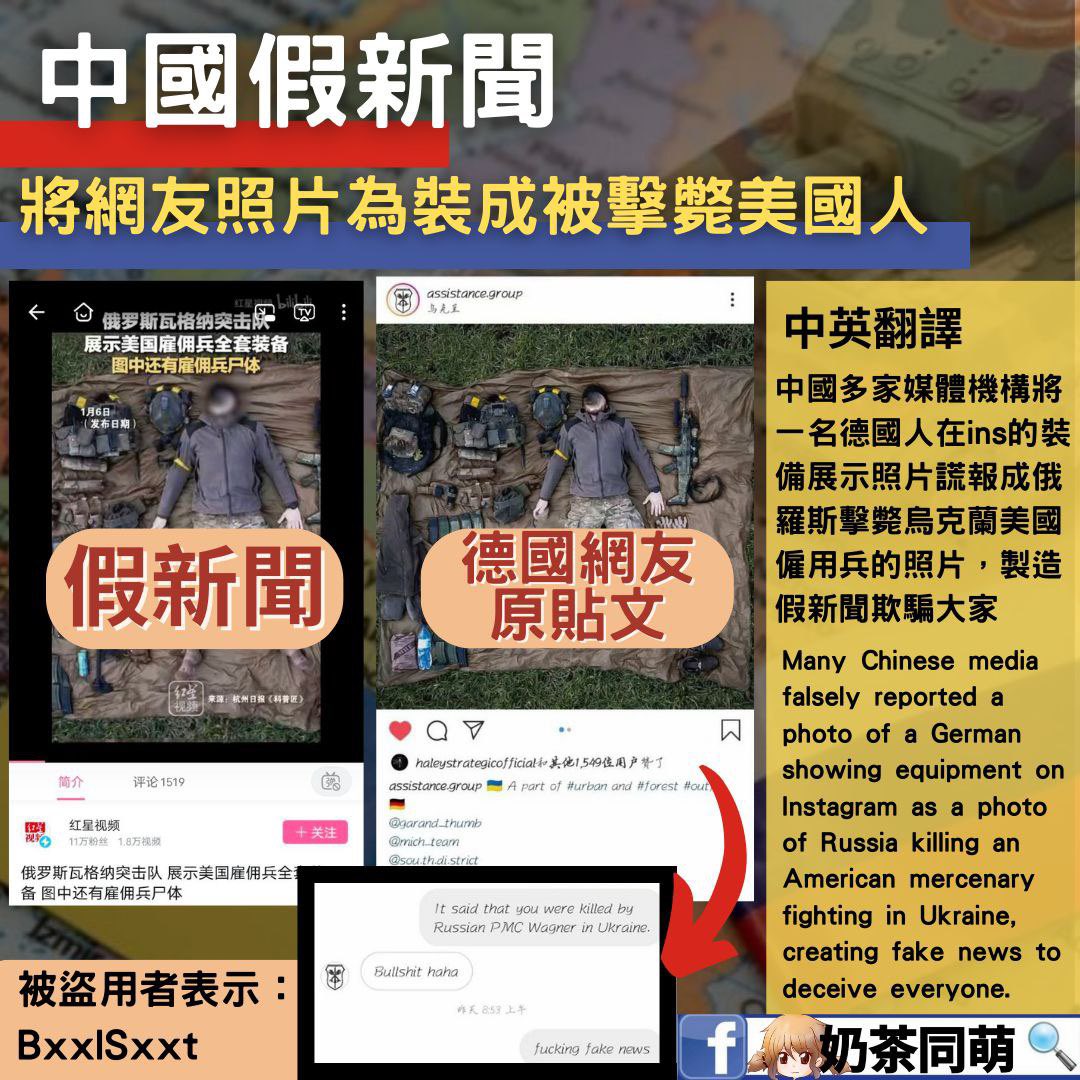 中國假新聞
將網友照片為裝成被擊斃美國人
红星视频 bilibili
俄罗斯瓦格纳突击队
展示美国雇佣兵全套装备
图中还有雇佣兵尸体
1月6日
（发布日期）
假新聞
红星视频
来源：杭州日报《科普匠》
简介
评论 1519
弹
红星视频
红星视频
11万粉丝 1.8万视频
＋ 关注
俄罗斯瓦格纳突击队 展示美国雇佣兵全
备 图中还有雇佣兵尸体
assistance.group
乌克兰
德國網友
原貼文
haleystrategicofficial和其他1,549位用户赞了
assistance.group 🇺🇦 A part of #urban and #forest
🇩🇪
@garand_thumb
@mich_team
@sou.th.di.strict
It said that you were killed by
Russian PMC Wagner in Ukraine.
Bullshit haha
昨天 8:53 上午
fucking fake news
被盜用者表示：
BxxlSxxt
中英翻譯
中國多家媒體機構將
一名德國人在ins的裝
備展示照片謊報成俄
羅斯擊斃烏克蘭美國
僱用兵的照片，製造
假新聞欺騙大家
Many Chinese media
falsely reported a
photo of a German
showing equipment on
Instagram as a photo
of Russia killing an
American mercenary
fighting in Ukraine,
creating fake news to
deceive everyone.
f
奶茶同萌